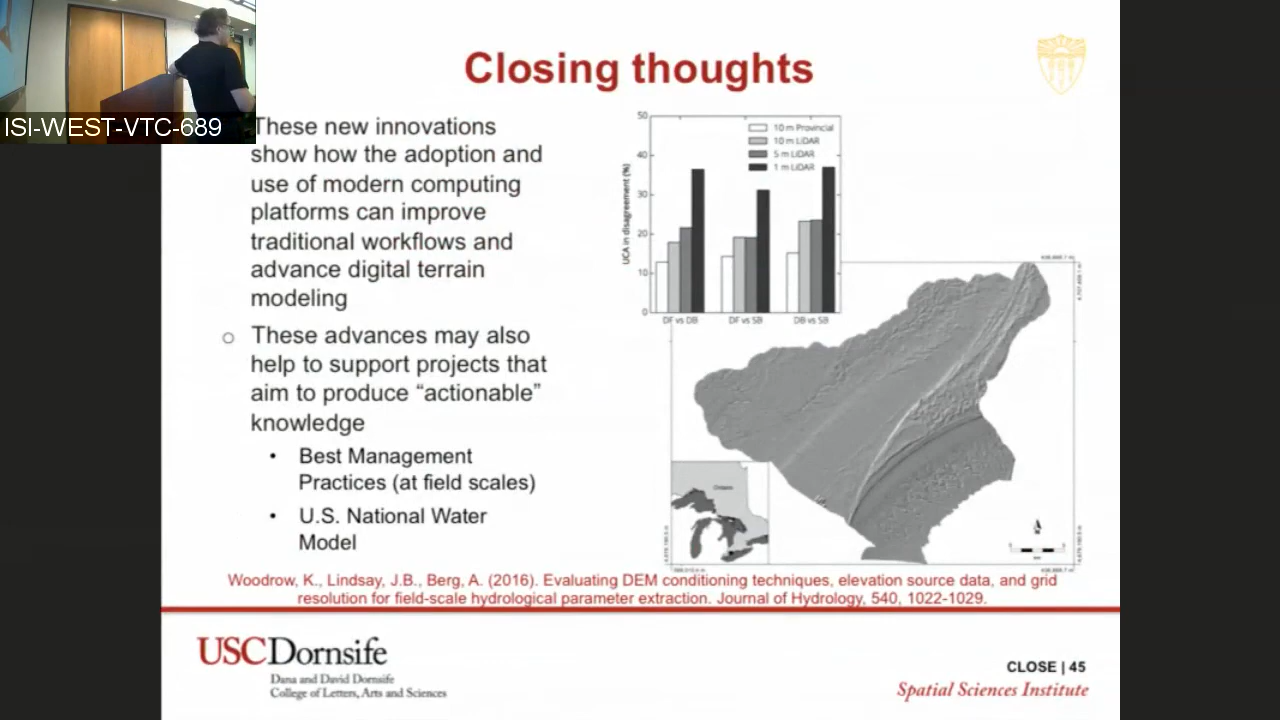 Closing thoughts
ISI-WEST-VTC-689
These new innovations
show how the adoption and
use of modern computing
platforms can improve
traditional workflows and
advance digital terrain
modeling
○ These advances may also
help to support projects that
aim to produce “actionable”
knowledge
• Best Management
Practices (at field scales)
• U.S. National Water
Model
50
40
30
20
10
0
UCA in disagreement (%)
10 m Provincial
10 m LiDAR
5 m LiDAR
1 m LiDAR
DF vs DB
DF vs SB
DB vs SB
Ontario
N
Woodrow, K., Lindsay, J.B., Berg, A. (2016). Evaluating DEM conditioning techniques, elevation source data, and grid
resolution for field-scale hydrological parameter extraction. Journal of Hydrology, 540, 1022-1029.
USCDornsife
Dana and David Dornsife
College of Letters, Arts and Sciences
CLOSE | 45
Spatial Sciences Institute